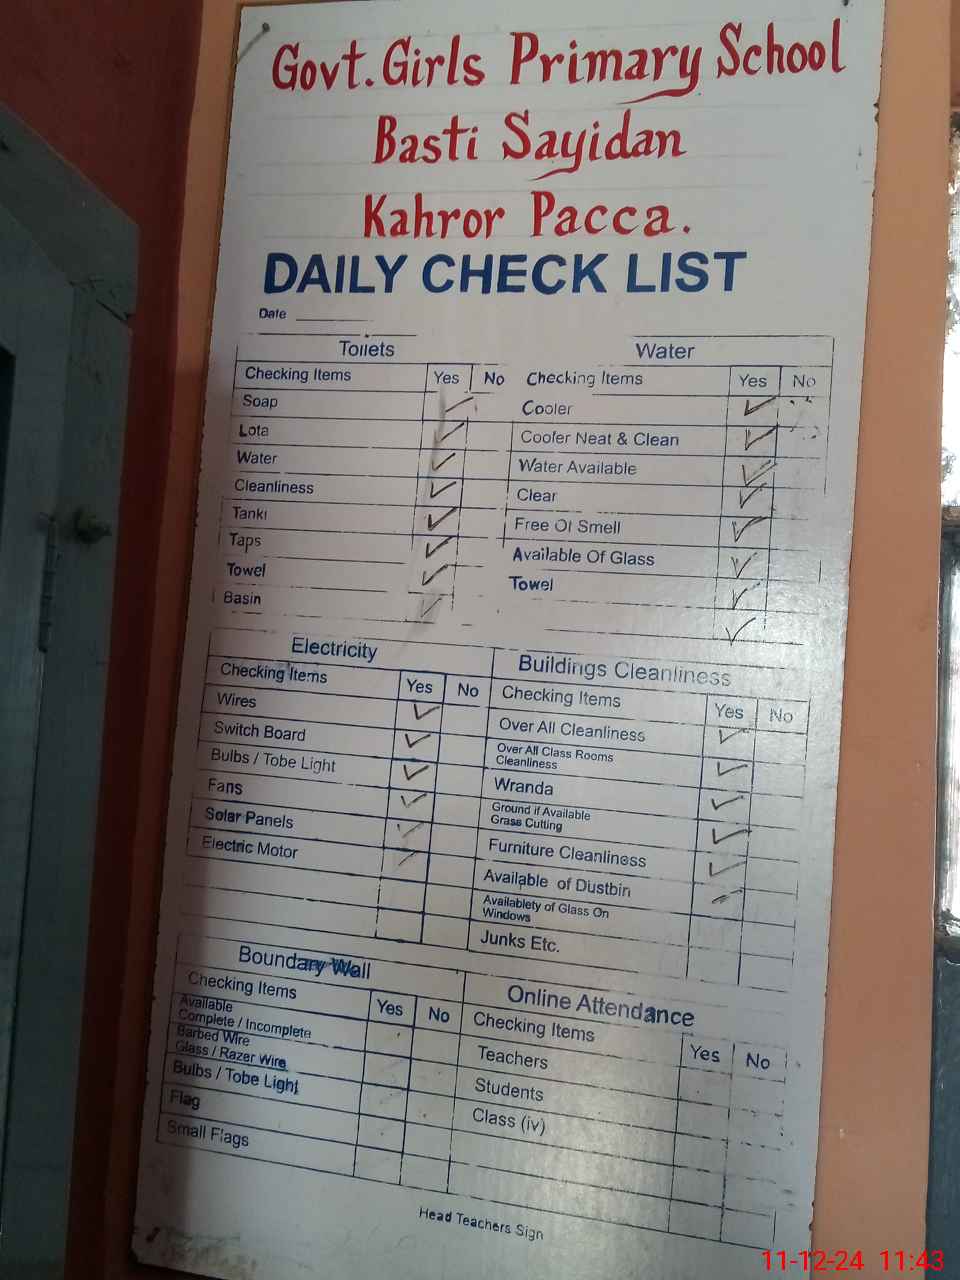 Govt. Girls Primary School
Basti Sayidan
Kahror Pacca.
DAILY CHECK LIST
Date
Toilets
Checking Items Yes No
Soap
Lota
Water
Cleanliness
Tanki
Taps
Towel
Basin
Water
Checking Items Yes No
Cooler
Cooler Neat & Clean
Water Available
Clear
Free Of Smell
Available Of Glass
Towel
Electricity
Checking Items Yes No
Wires
Switch Board
Bulbs / Tobe Light
Fans
Solar Panels
Electric Motor
Buildings Cleanliness
Checking Items Yes No
Over All Cleanliness
Over All Class Rooms
Cleanliness
Wranda
Ground if Available
Grass Cutting
Furniture Cleanliness
Available of Dustbin
Availablety of Glass On
Windows
Junks Etc.
Boundary Wall
Checking Items Yes No
Available
Complete / Incomplete
Barbed Wire
Glass / Razer Wire
Bulbs / Tobe Light
Flag
Small Flags
Online Attendance
Checking Items Yes No
Teachers
Students
Class (iv)
Head Teachers Sign
11-12-24 11:43